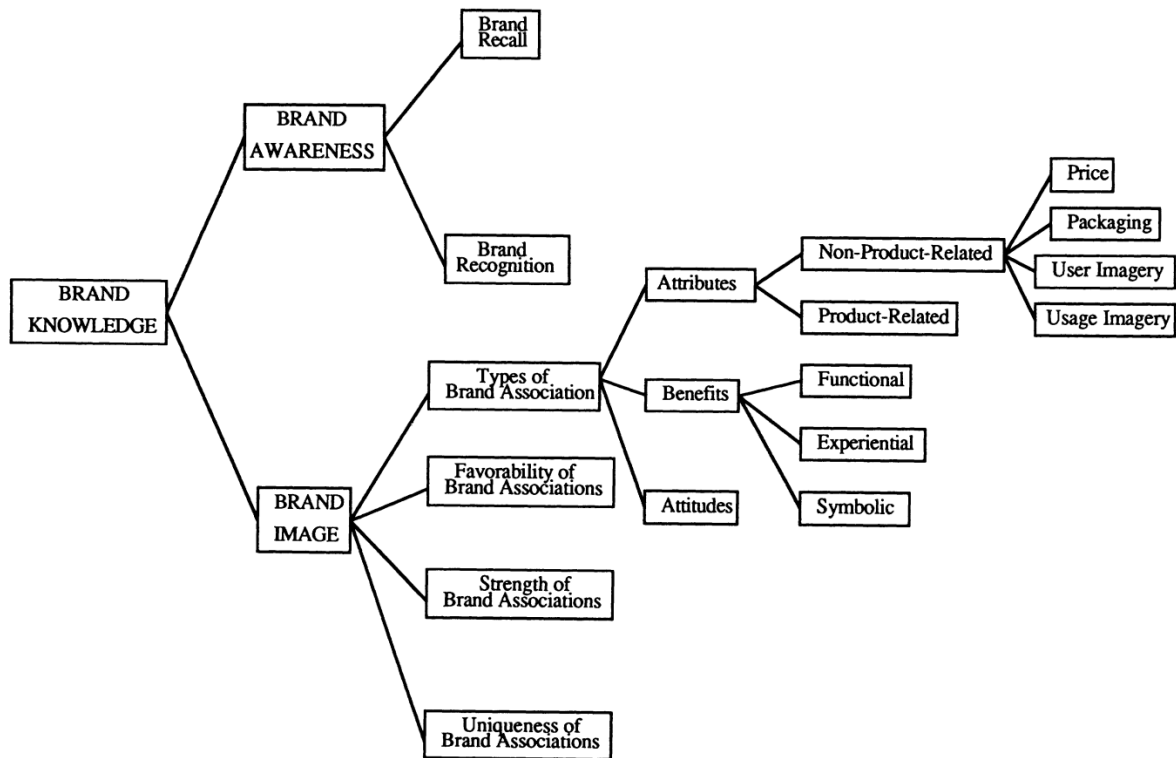 Brand
Recall
BRAND
AWARENESS
Brand
Recognition
BRAND
KNOWLEDGE
BRAND
IMAGE
Types of
Brand Association
Favorability of
Brand Associations
Strength of
Brand Associations
Uniqueness of
Brand Associations
Attributes
Benefits
Attitudes
Non-Product-Related
Product-Related
Functional
Experiential
Symbolic
Price
Packaging
User Imagery
Usage Imagery